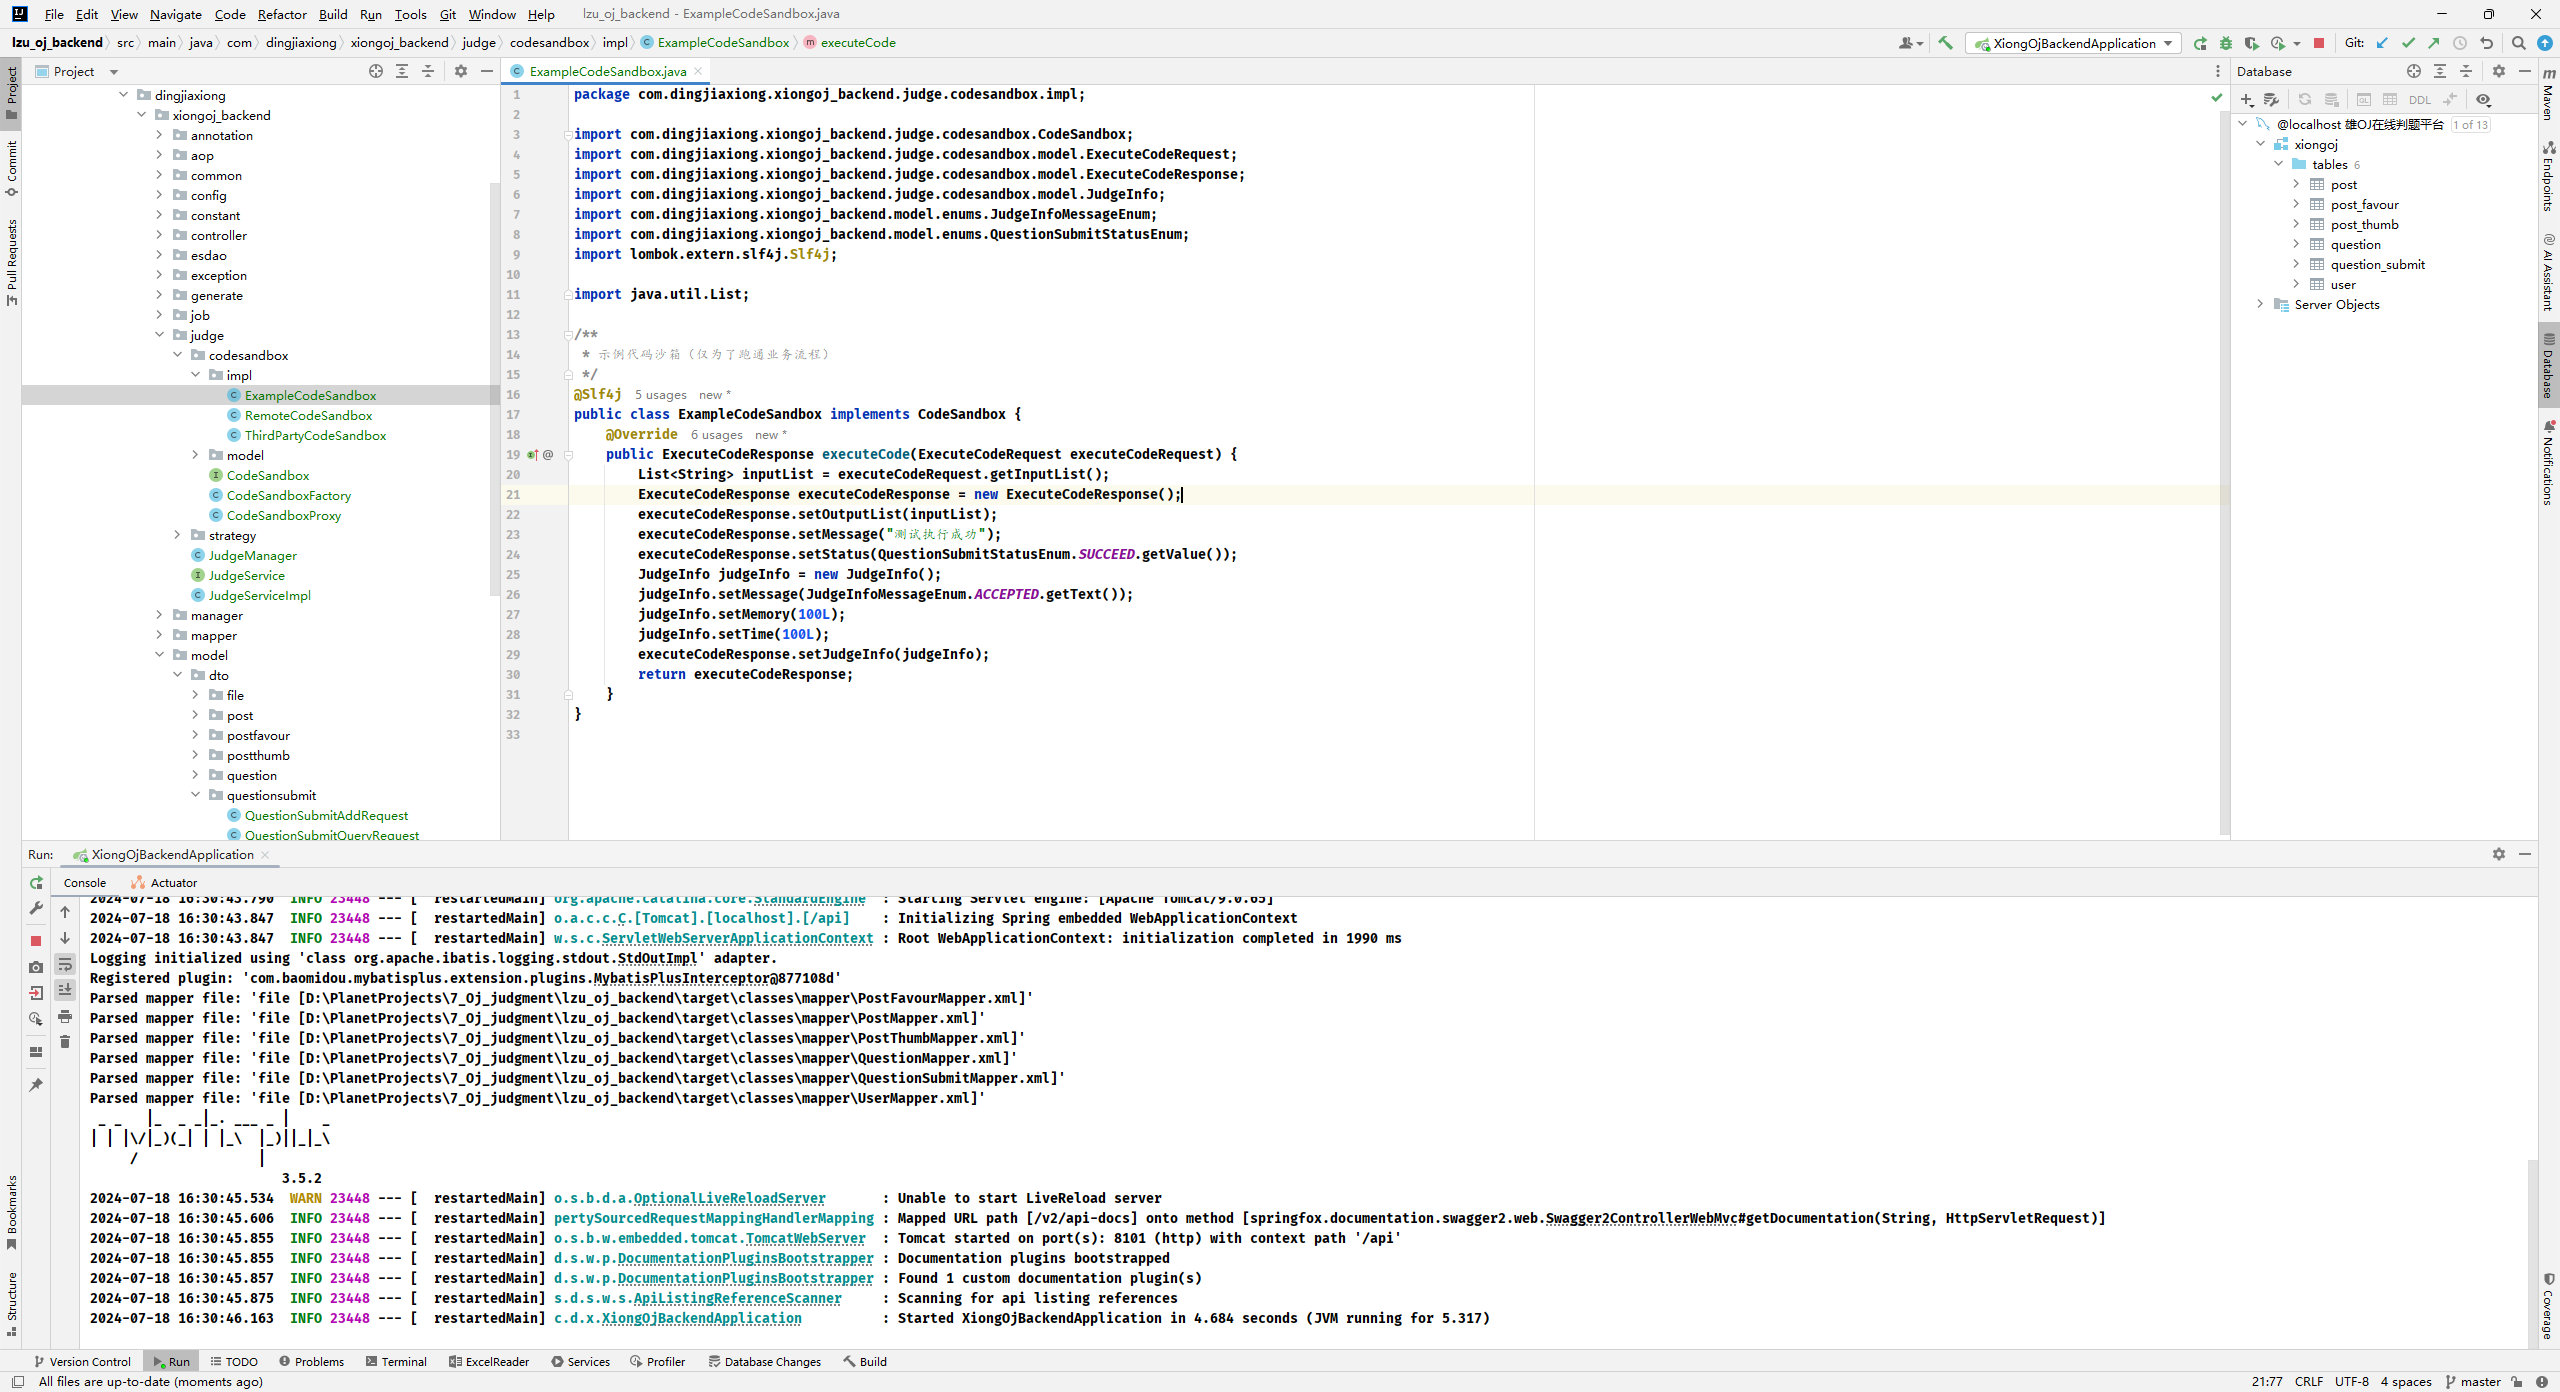 File Edit View Navigate Code Refactor Build Run Tools Git Window Help lzu_oj_backend - ExampleCodeSandbox.java
lzu_oj_backend src main java com dingjiaxiong xiongoj_backend judge codesandbox impl ExampleCodeSandbox executeCode XiongOjBackendApplication Git:
Project
ExampleCodeSandbox.java
Database
DDL
Project
Commit
Pull Requests
Bookmarks
Structure
dingjiaxiong
xiongoj_backend
annotation
aop
common
config
constant
controller
esdao
exception
generate
job
judge
codesandbox
impl
ExampleCodeSandbox
RemoteCodeSandbox
ThirdPartyCodeSandbox
model
CodeSandbox
CodeSandboxFactory
CodeSandboxProxy
strategy
JudgeManager
JudgeService
JudgeServiceImpl
manager
mapper
model
dto
file
post
postfavour
postthumb
question
questionsubmit
QuestionSubmitAddRequest
QuestionSubmitQueryRequest
1 package com.dingjiaxiong.xiongoj_backend.judge.codesandbox.impl;
2
3 import com.dingjiaxiong.xiongoj_backend.judge.codesandbox.CodeSandbox;
4 import com.dingjiaxiong.xiongoj_backend.judge.codesandbox.model.ExecuteCodeRequest;
5 import com.dingjiaxiong.xiongoj_backend.judge.codesandbox.model.ExecuteCodeResponse;
6 import com.dingjiaxiong.xiongoj_backend.judge.codesandbox.model.JudgeInfo;
7 import com.dingjiaxiong.xiongoj_backend.model.enums.JudgeInfoMessageEnum;
8 import com.dingjiaxiong.xiongoj_backend.model.enums.QuestionSubmitStatusEnum;
9 import lombok.extern.slf4j.Slf4j;
10
11 import java.util.List;
12
13 /**
14 * 示例代码沙箱（仅为了跑通业务流程）
15 */
16 @Slf4j 5 usages new *
17 public class ExampleCodeSandbox implements CodeSandbox {
18 @Override 6 usages new *
19 public ExecuteCodeResponse executeCode(ExecuteCodeRequest executeCodeRequest) {
20 List<String> inputList = executeCodeRequest.getInputList();
21 ExecuteCodeResponse executeCodeResponse = new ExecuteCodeResponse();
22 executeCodeResponse.setOutputList(inputList);
23 executeCodeResponse.setMessage("测试执行成功");
24 executeCodeResponse.setStatus(QuestionSubmitStatusEnum.SUCCEED.getValue());
25 JudgeInfo judgeInfo = new JudgeInfo();
26 judgeInfo.setMessage(JudgeInfoMessageEnum.ACCEPTED.getText());
27 judgeInfo.setMemory(100L);
28 judgeInfo.setTime(100L);
29 executeCodeResponse.setJudgeInfo(judgeInfo);
30 return executeCodeResponse;
31 }
32 }
33
@localhost 雄OJ在线判题平台 1 of 13
xiongoj
tables 6
post
post_favour
post_thumb
question
question_submit
user
Server Objects
Maven
Endpoints
AI Assistant
Database
Notifications
Coverage
Run: XiongOjBackendApplication
Console Actuator
2024-07-18 16:30:43.790 INFO 23448 --- [ restartedMain] org.apache.catalina.core.StandardEngine : Starting Servlet engine: [Apache Tomcat/9.0.65]
2024-07-18 16:30:43.847 INFO 23448 --- [ restartedMain] o.a.c.c.C.[Tomcat].[localhost].[/api] : Initializing Spring embedded WebApplicationContext
2024-07-18 16:30:43.847 INFO 23448 --- [ restartedMain] w.s.c.ServletWebServerApplicationContext : Root WebApplicationContext: initialization completed in 1990 ms
Logging initialized using 'class org.apache.ibatis.logging.stdout.StdOutImpl' adapter.
Registered plugin: 'com.baomidou.mybatisplus.extension.plugins.MybatisPlusInterceptor@877108d'
Parsed mapper file: 'file [D:\PlanetProjects\7_Oj_judgment\lzu_oj_backend\target\classes\mapper\PostFavourMapper.xml]'
Parsed mapper file: 'file [D:\PlanetProjects\7_Oj_judgment\lzu_oj_backend\target\classes\mapper\PostMapper.xml]'
Parsed mapper file: 'file [D:\PlanetProjects\7_Oj_judgment\lzu_oj_backend\target\classes\mapper\PostThumbMapper.xml]'
Parsed mapper file: 'file [D:\PlanetProjects\7_Oj_judgment\lzu_oj_backend\target\classes\mapper\QuestionMapper.xml]'
Parsed mapper file: 'file [D:\PlanetProjects\7_Oj_judgment\lzu_oj_backend\target\classes\mapper\QuestionSubmitMapper.xml]'
Parsed mapper file: 'file [D:\PlanetProjects\7_Oj_judgment\lzu_oj_backend\target\classes\mapper\UserMapper.xml]'
 _ _   |_  _ _|_. ___ _ |    _
| | |\/|_)(_| | |_\  |_)||_|_\
     /               |
3.5.2
2024-07-18 16:30:45.534 WARN 23448 --- [ restartedMain] o.s.b.d.a.OptionalLiveReloadServer : Unable to start LiveReload server
2024-07-18 16:30:45.606 INFO 23448 --- [ restartedMain] pertySourcedRequestMappingHandlerMapping : Mapped URL path [/v2/api-docs] onto method [springfox.documentation.swagger2.web.Swagger2ControllerWebMvc#getDocumentation(String, HttpServletRequest)]
2024-07-18 16:30:45.855 INFO 23448 --- [ restartedMain] o.s.b.w.embedded.tomcat.TomcatWebServer : Tomcat started on port(s): 8101 (http) with context path '/api'
2024-07-18 16:30:45.855 INFO 23448 --- [ restartedMain] d.s.w.p.DocumentationPluginsBootstrapper : Documentation plugins bootstrapped
2024-07-18 16:30:45.857 INFO 23448 --- [ restartedMain] d.s.w.p.DocumentationPluginsBootstrapper : Found 1 custom documentation plugin(s)
2024-07-18 16:30:45.875 INFO 23448 --- [ restartedMain] s.d.s.w.s.ApiListingReferenceScanner : Scanning for api listing references
2024-07-18 16:30:46.163 INFO 23448 --- [ restartedMain] c.d.x.XiongOjBackendApplication : Started XiongOjBackendApplication in 4.684 seconds (JVM running for 5.317)
Version Control Run TODO Problems Terminal ExcelReader Services Profiler Database Changes Build
All files are up-to-date (moments ago) 21:77 CRLF UTF-8 4 spaces master